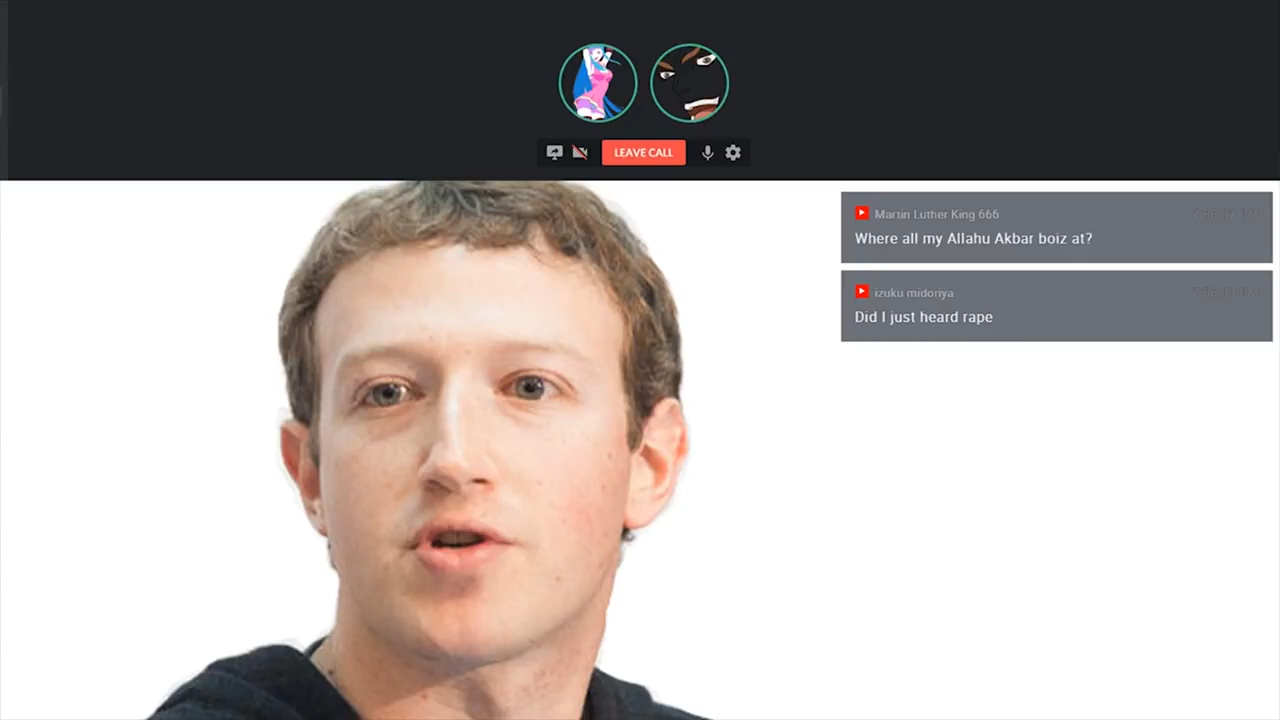 LEAVE CALL
Martin Luther King 666
Where all my Allahu Akbar boiz at?
izuku midoriya
Did I just heard rape